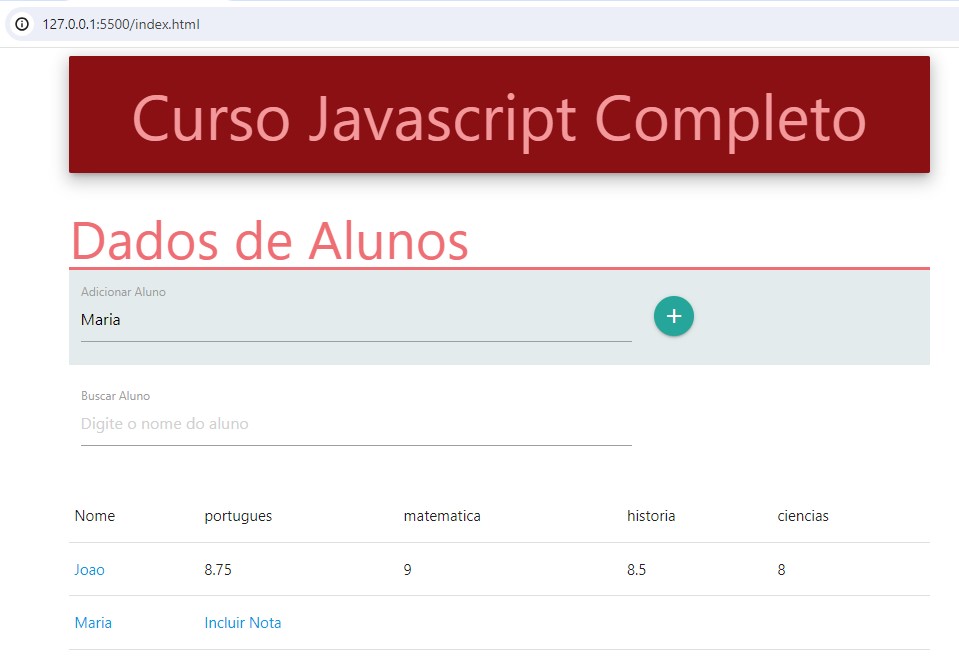 127.0.0.1:5500/index.html
Curso Javascript Completo
Dados de Alunos
Adicionar Aluno
Maria
+
Buscar Aluno
Digite o nome do aluno
Nome portugues matematica historia ciencias
Joao 8.75 9 8.5 8
Maria Incluir Nota